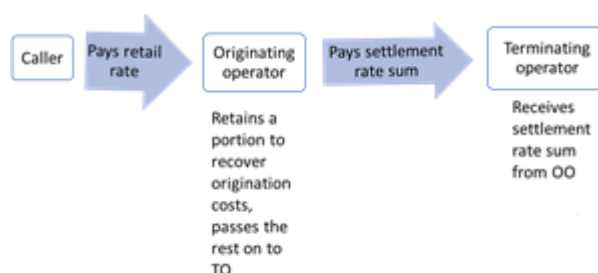 Caller
Pays retail
rate
Originating
operator
Pays settlement
rate sum
Terminating
operator
Retains a
portion to
recover
origination
costs,
passes the
rest on to
TO
Receives
settlement
rate sum
from OO